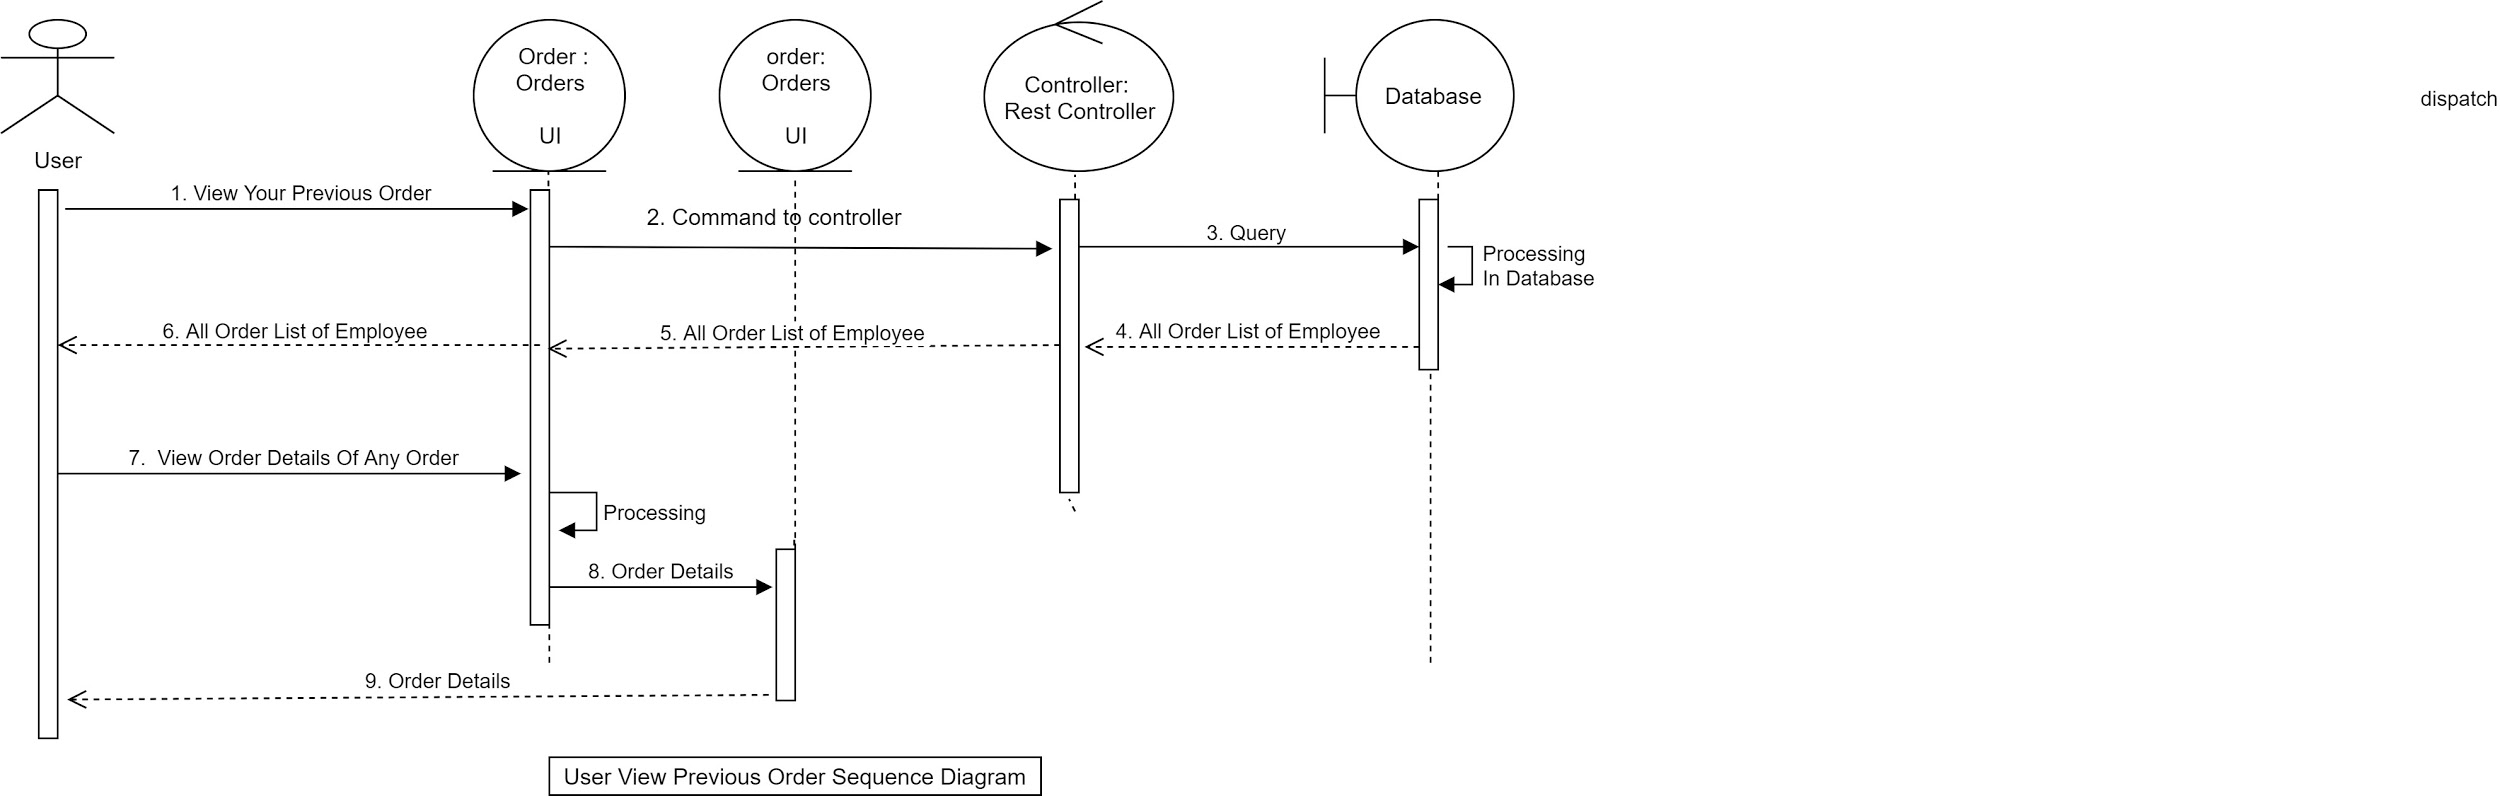 User
Order :
Orders
UI
order:
Orders
UI
Controller:
Rest Controller
Database
dispatch
1. View Your Previous Order
2. Command to controller
3. Query
Processing
In Database
6. All Order List of Employee
5. All Order List of Employee
4. All Order List of Employee
7. View Order Details Of Any Order
Processing
8. Order Details
9. Order Details
User View Previous Order Sequence Diagram